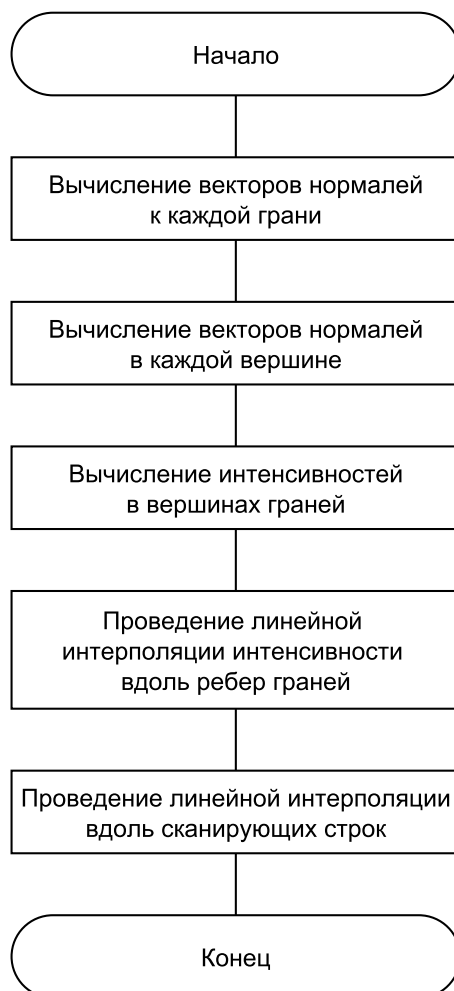 Начало
Вычисление векторов нормалей
к каждой грани
Вычисление векторов нормалей
в каждой вершине
Вычисление интенсивностей
в вершинах граней
Проведение линейной
интерполяции интенсивности
вдоль ребер граней
Проведение линейной интерполяции
вдоль сканирующих строк
Конец